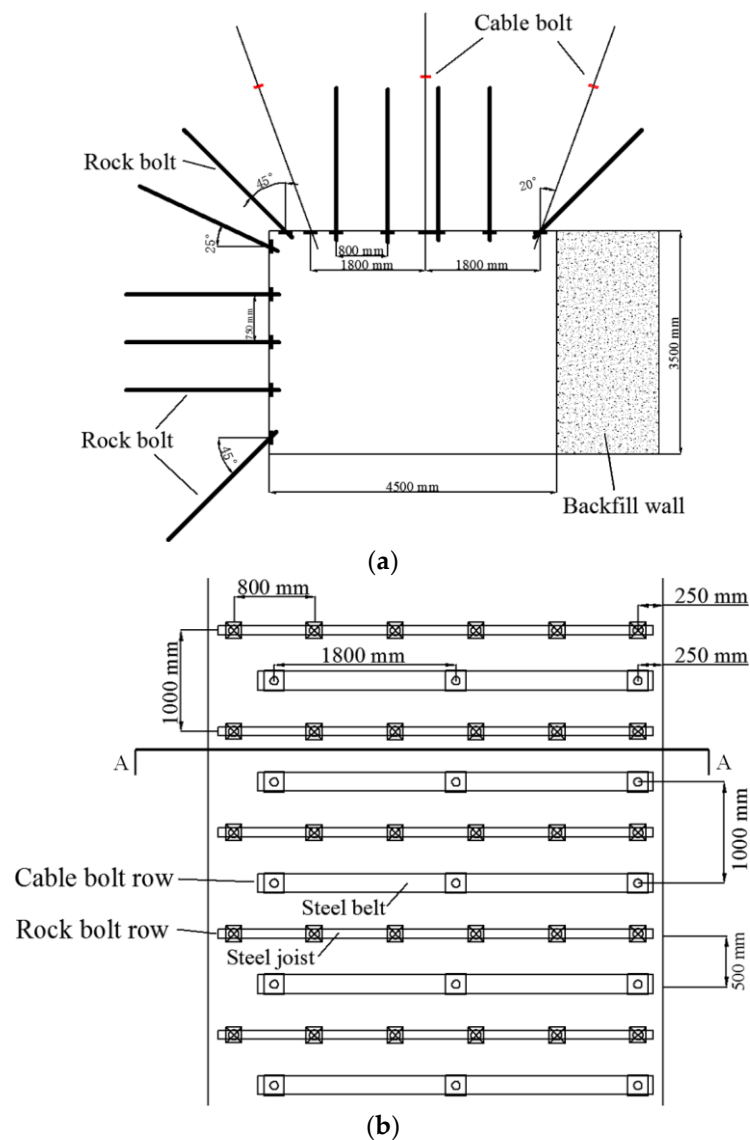 Cable bolt
Rock bolt
45°
20°
25°
800 mm
1800 mm
1800 mm
750 mm
3500 mm
Rock bolt
45°
4500 mm
Backfill wall
(a)
800 mm
250 mm
1800 mm
250 mm
1000 mm
A
A
1000 mm
Cable bolt row
Steel belt
Rock bolt row
Steel joist
500 mm
(b)